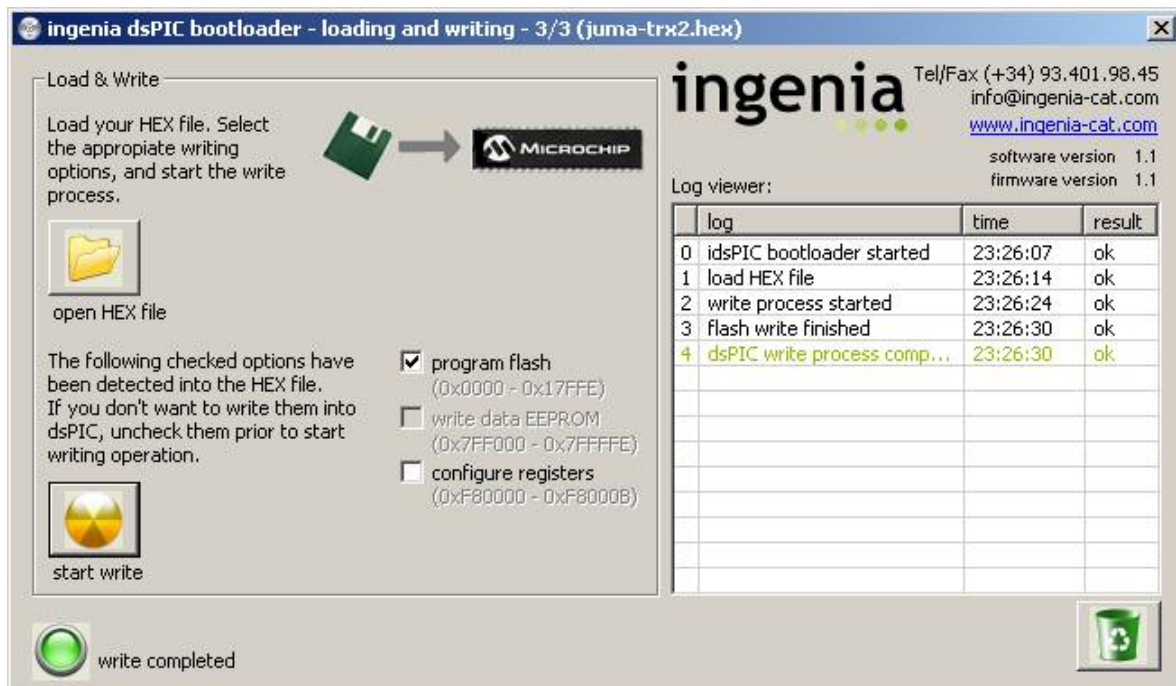 ingenia dsPIC bootloader - loading and writing - 3/3 (juma-trx2.hex)
Load & Write
Load your HEX file. Select
the appropiate writing
options, and start the write
process.
MICROCHIP
open HEX file
The following checked options have
been detected into the HEX file.
If you don't want to write them into
dsPIC, uncheck them prior to start
writing operation.
program flash
(0x0000 - 0x17FFE)
write data EEPROM
(0x7FF000 - 0x7FFFFE)
configure registers
(0xF80000 - 0xF8000B)
start write
write completed
ingenia
Tel/Fax (+34) 93.401.98.45
info@ingenia-cat.com
www.ingenia-cat.com
software version 1.1
firmware version 1.1
Log viewer:
log time result
0 idsPIC bootloader started 23:26:07 ok
1 load HEX file 23:26:14 ok
2 write process started 23:26:24 ok
3 flash write finished 23:26:30 ok
4 dsPIC write process comp... 23:26:30 ok